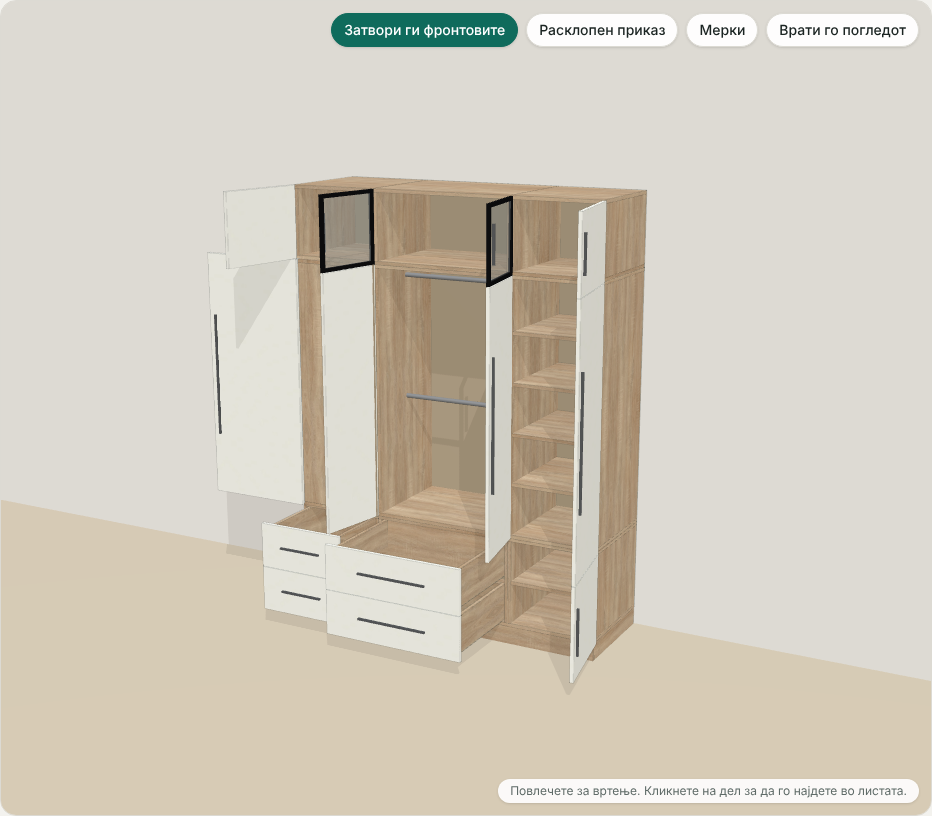 Затвори ги фронтовите
Расклопен приказ
Мерки
Врати го погледот
Повлечете за вртење. Кликнете на дел за да го најдете во листата.